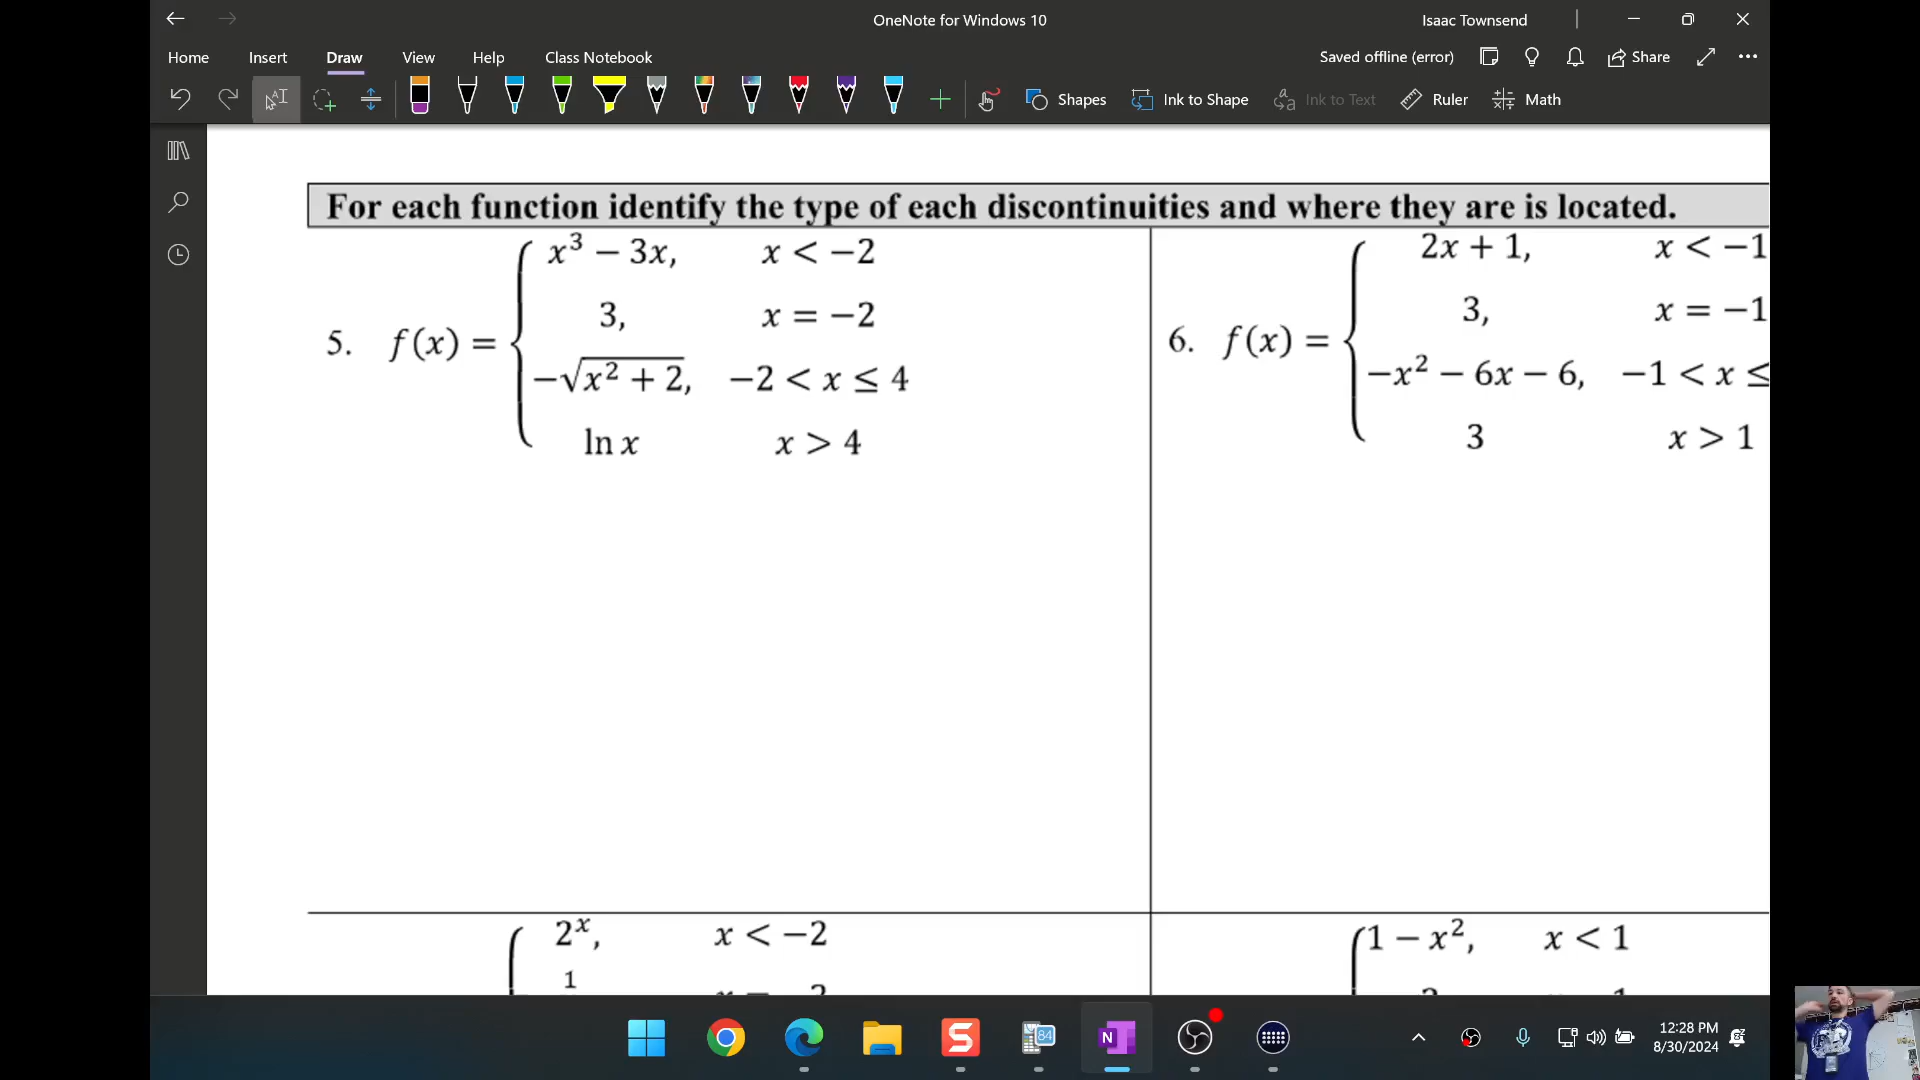 OneNote for Windows 10
Isaac Townsend
Home Insert Draw View Help Class Notebook
Saved offline (error) Share
Shapes Ink to Shape Ink to Text Ruler Math
For each function identify the type of each discontinuities and where they are is located.
5. f(x) =
x³ − 3x, x < −2
3, x = −2
−√(x² + 2), −2 < x ≤ 4
ln x x > 4
6. f(x) =
2x + 1, x < −1
3, x = −1
−x² − 6x − 6, −1 < x ≤
3 x > 1
2ˣ, x < −2
1
1 − x², x < 1
84
N
12:28 PM
8/30/2024